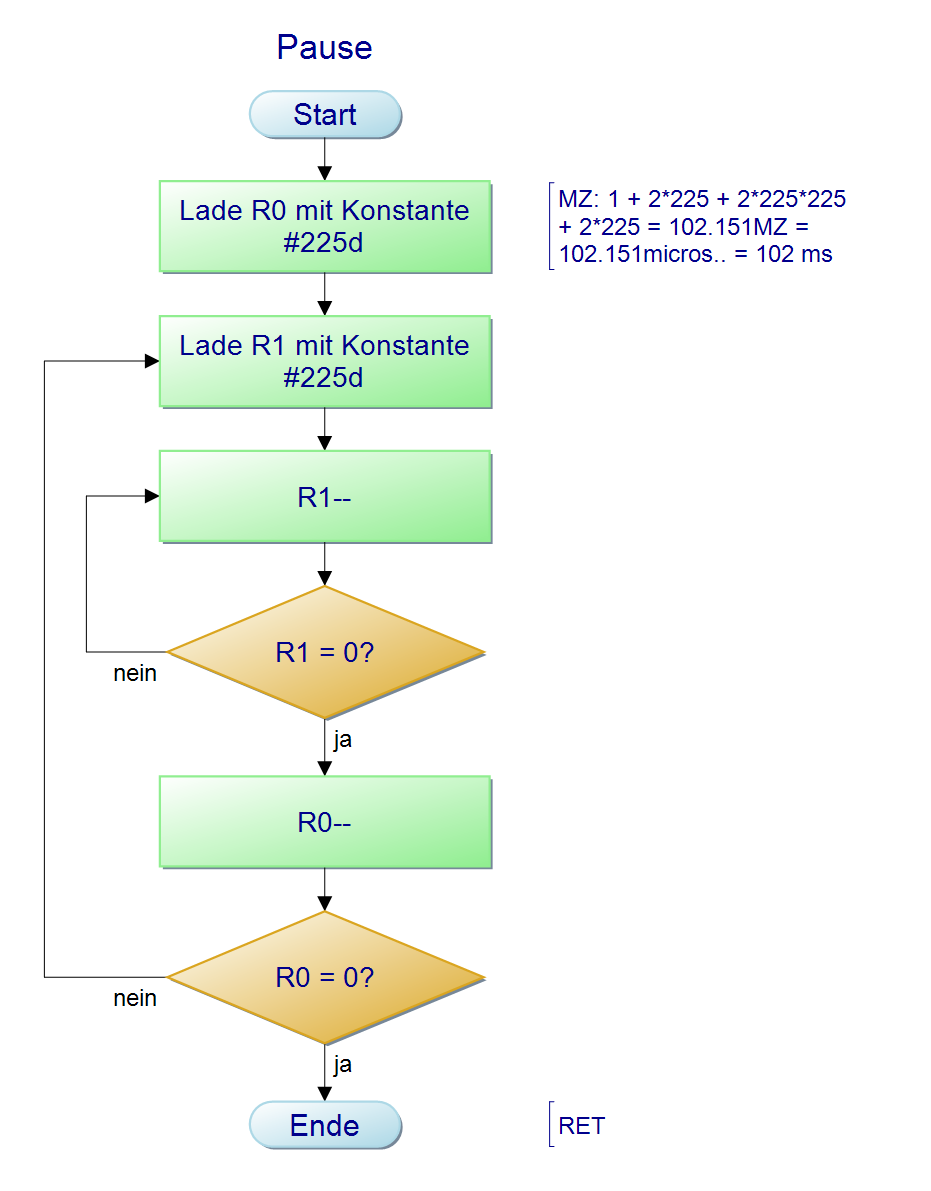 Pause
Start
Lade R0 mit Konstante
#225d
MZ: 1 + 2*225 + 2*225*225
+ 2*225 = 102.151MZ =
102.151micros.. = 102 ms
Lade R1 mit Konstante
#225d
R1--
R1 = 0?
nein
ja
R0--
R0 = 0?
nein
ja
Ende
RET